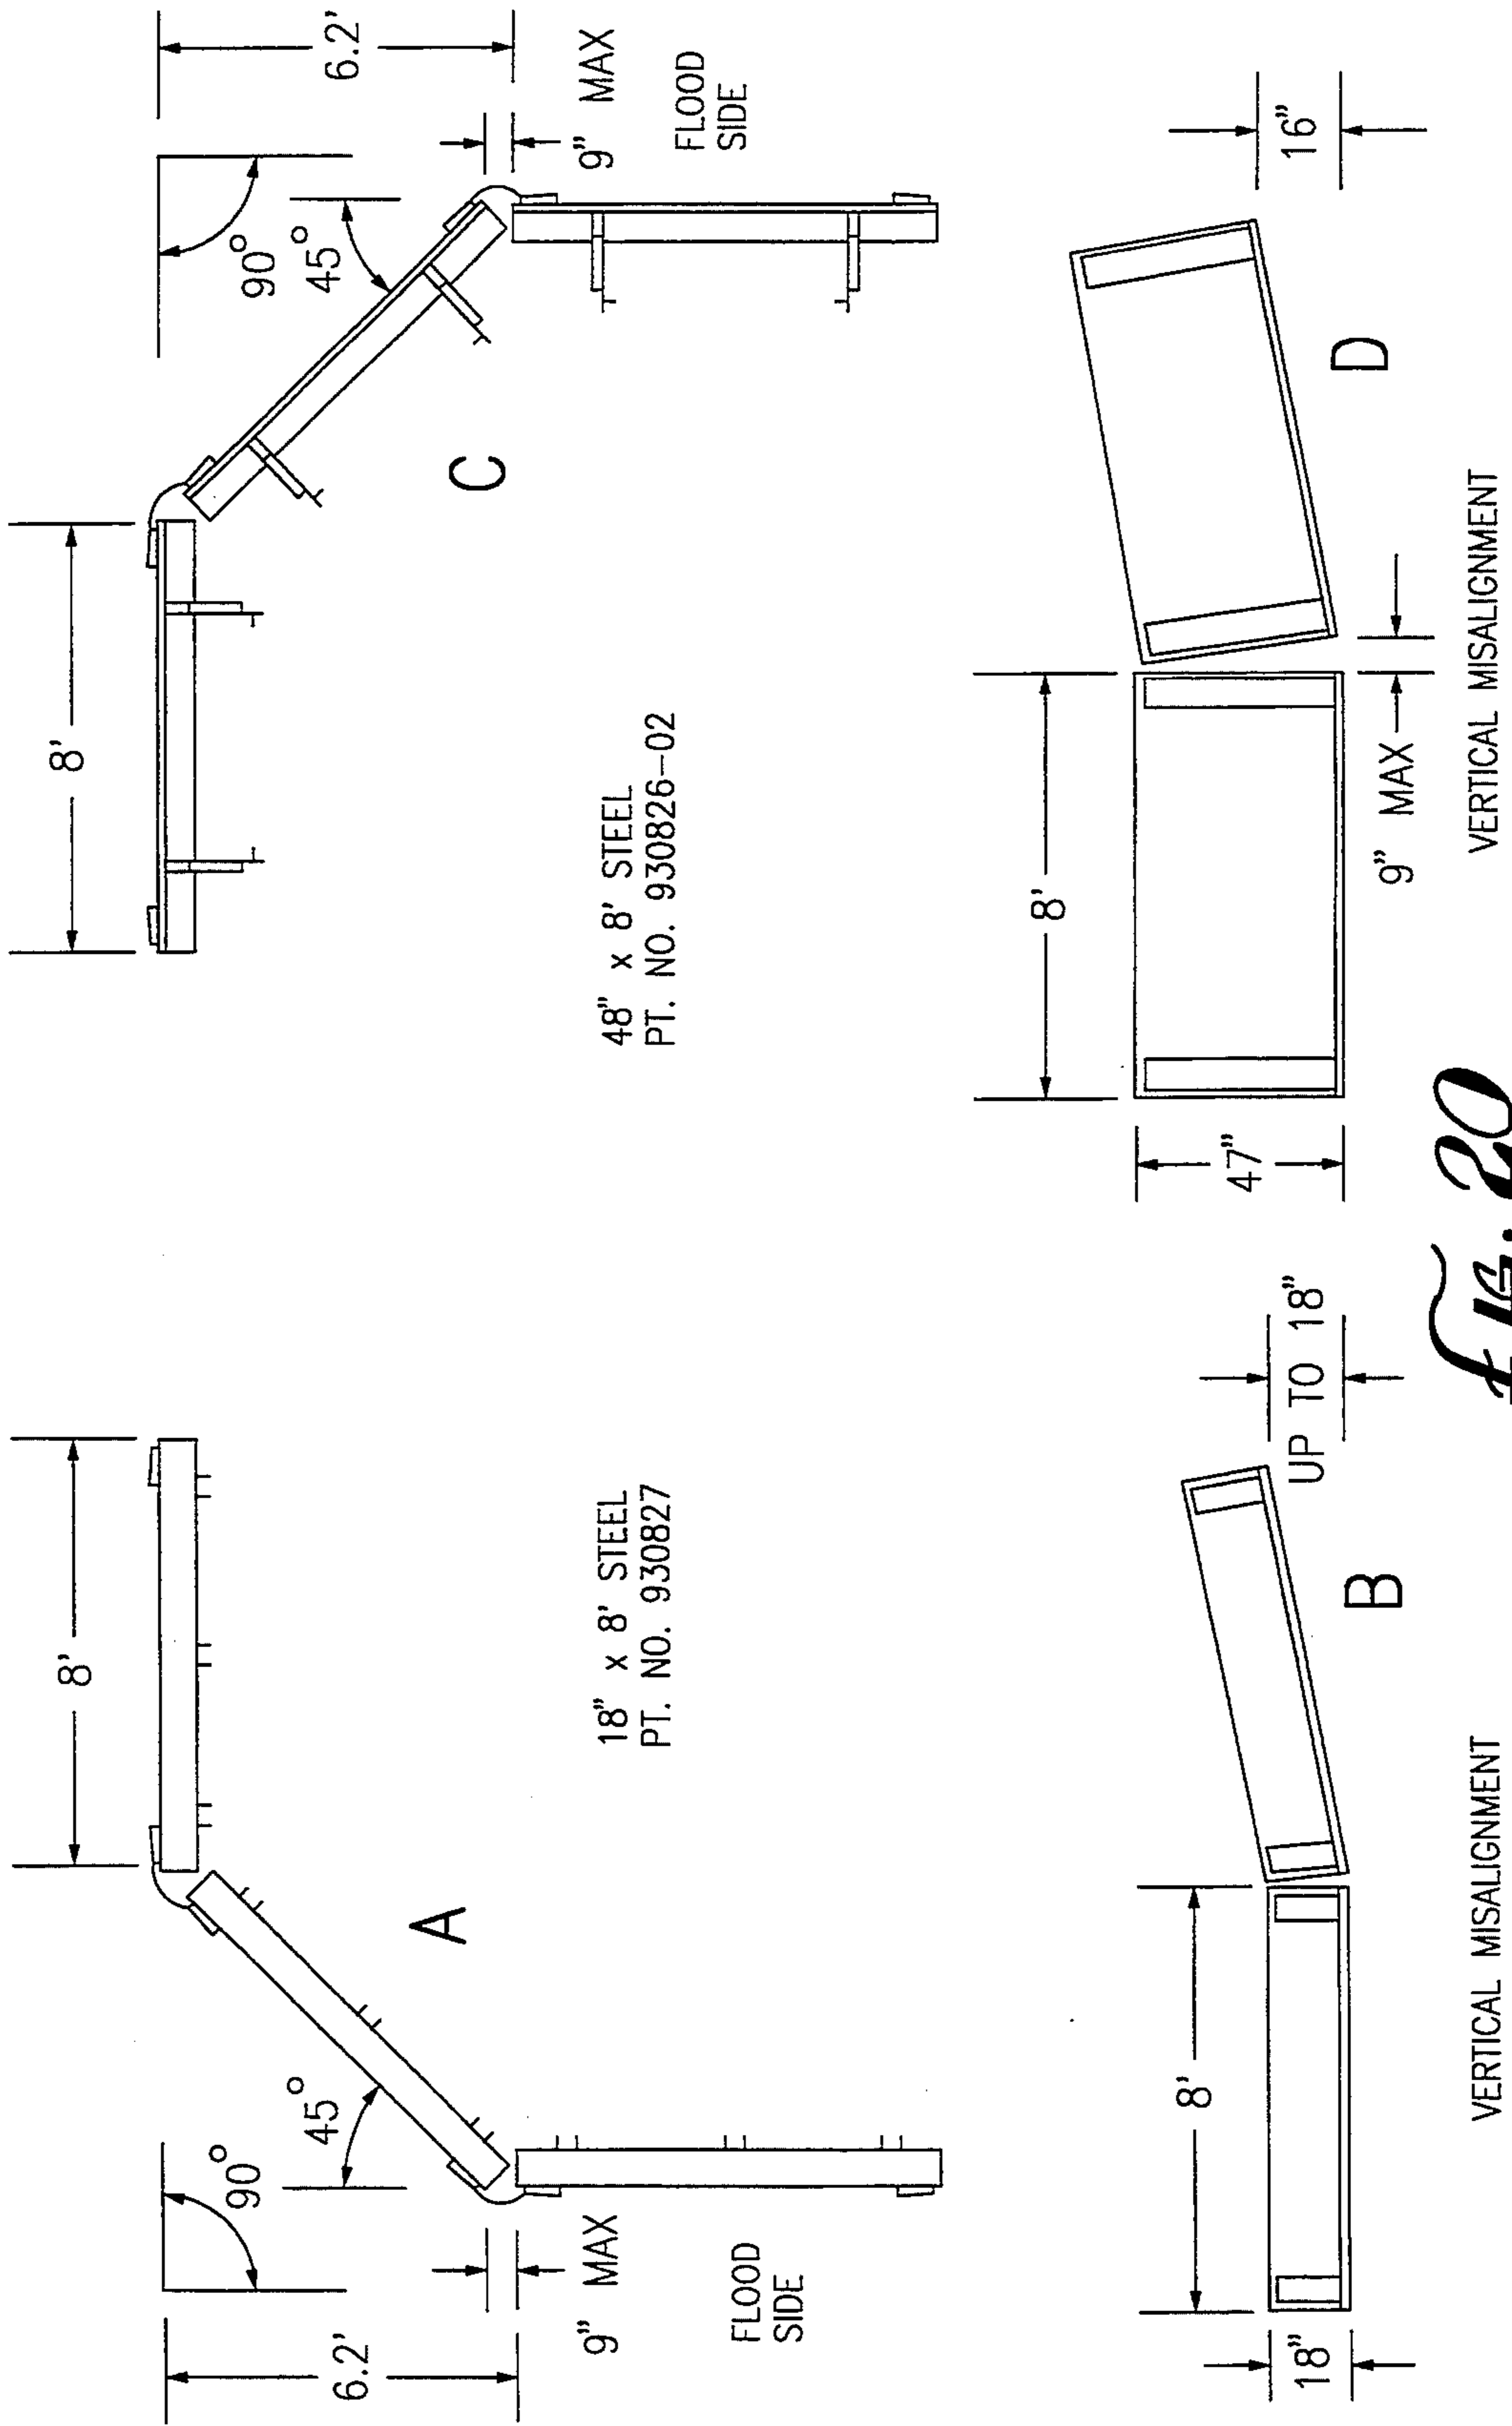 8'
90°
45°
6.2'
A
9" MAX
FLOOD
SIDE
18" x 8' STEEL
PT. NO. 930827
8'
6.2'
90°
45°
C
9" MAX
FLOOD
SIDE
48" x 8' STEEL
PT. NO. 930826-02
8'
18"
B
UP TO 18"
VERTICAL MISALIGNMENT
8'
47"
16"
D
9" MAX
VERTICAL MISALIGNMENT
Fig. 20